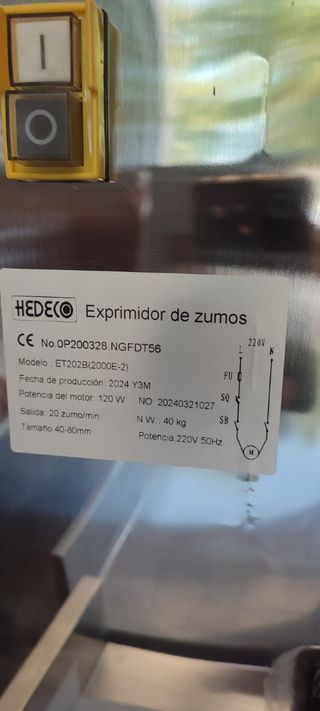 I
O
HEDECO Exprimidor de zumos
CE No.0P200328.NGFDT56
Modelo : ET202B(2000E-2)
Fecha de producción: 2024 Y3M
Potencia del motor: 120 W NO 20240321027
Salida: 20 zumo/min N W : 40 kg
Tamaño:40-80mm Potencia:220V 50Hz
220V
L N
FU
SQ
SB
M